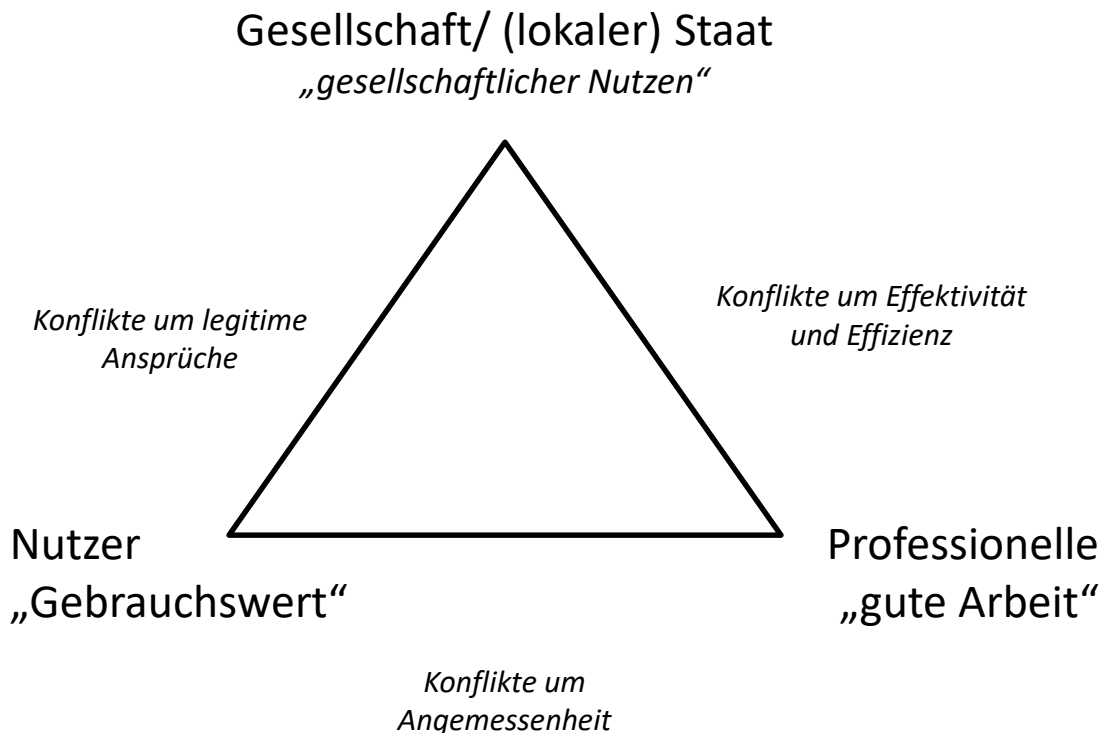 Gesellschaft/ (lokaler) Staat
„gesellschaftlicher Nutzen“
Konflikte um legitime
Ansprüche
Konflikte um Effektivität
und Effizienz
Nutzer
„Gebrauchswert“
Professionelle
„gute Arbeit“
Konflikte um
Angemessenheit